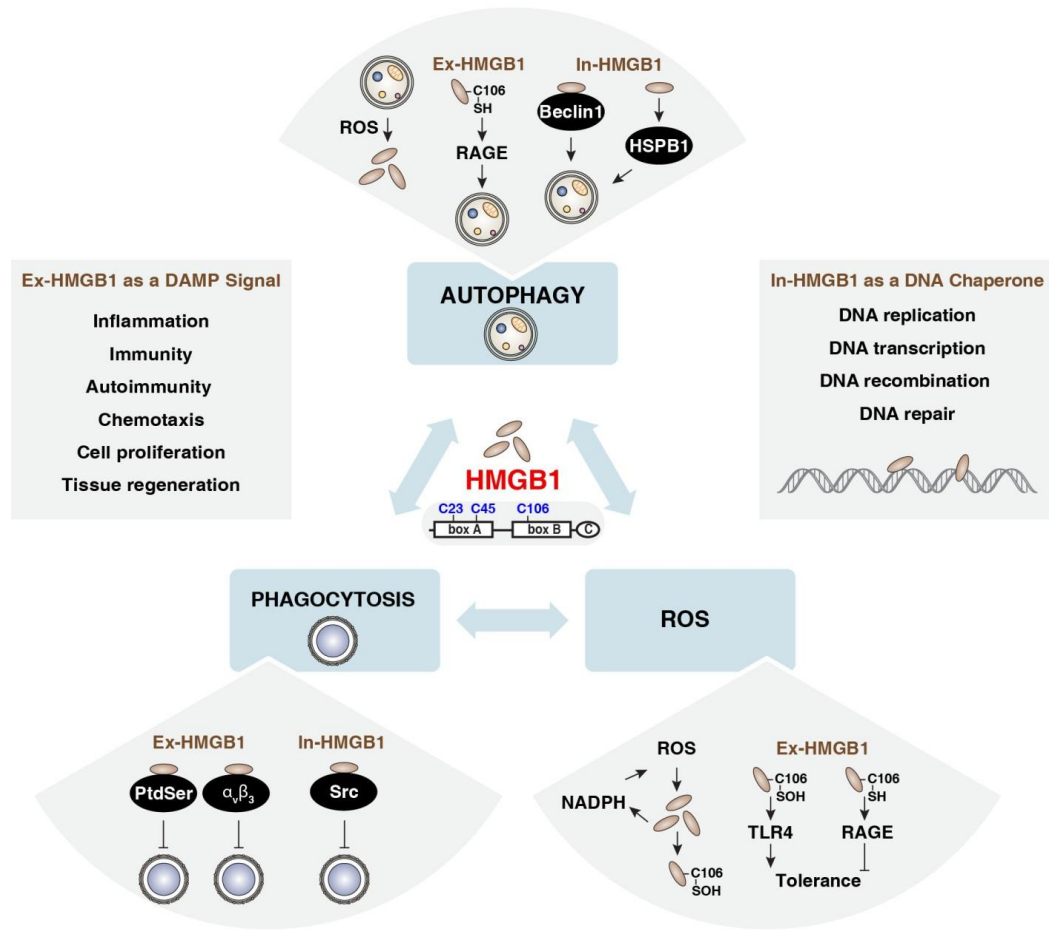 Ex-HMGB1
In-HMGB1
C106
SH
Beclin1
ROS
RAGE
HSPB1
AUTOPHAGY
Ex-HMGB1 as a DAMP Signal
Inflammation
Immunity
Autoimmunity
Chemotaxis
Cell proliferation
Tissue regeneration
In-HMGB1 as a DNA Chaperone
DNA replication
DNA transcription
DNA recombination
DNA repair
HMGB1
C23 C45 C106
box A box B C
PHAGOCYTOSIS
ROS
Ex-HMGB1
In-HMGB1
PtdSer
αvβ3
Src
ROS
NADPH
C106
SOH
Ex-HMGB1
C106
SOH
C106
SH
TLR4
RAGE
Tolerance